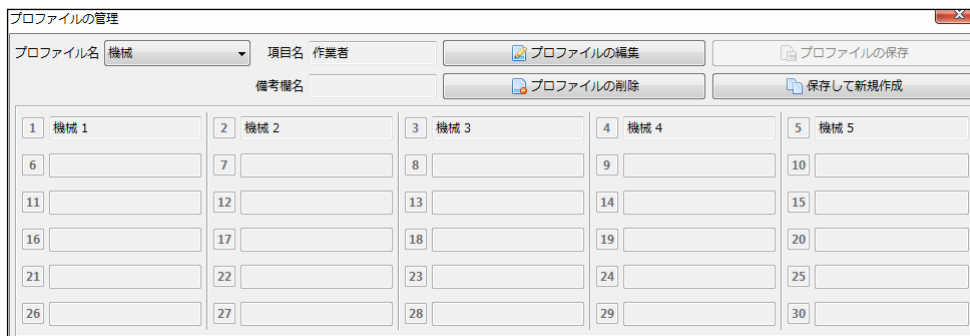 プロファイルの管理
プロファイル名 機械 項目名 作業者 プロファイルの編集 プロファイルの保存
備考欄名 プロファイルの削除 保存して新規作成
1 機械 1 2 機械 2 3 機械 3 4 機械 4 5 機械 5
6 7 8 9 10
11 12 13 14 15
16 17 18 19 20
21 22 23 24 25
26 27 28 29 30